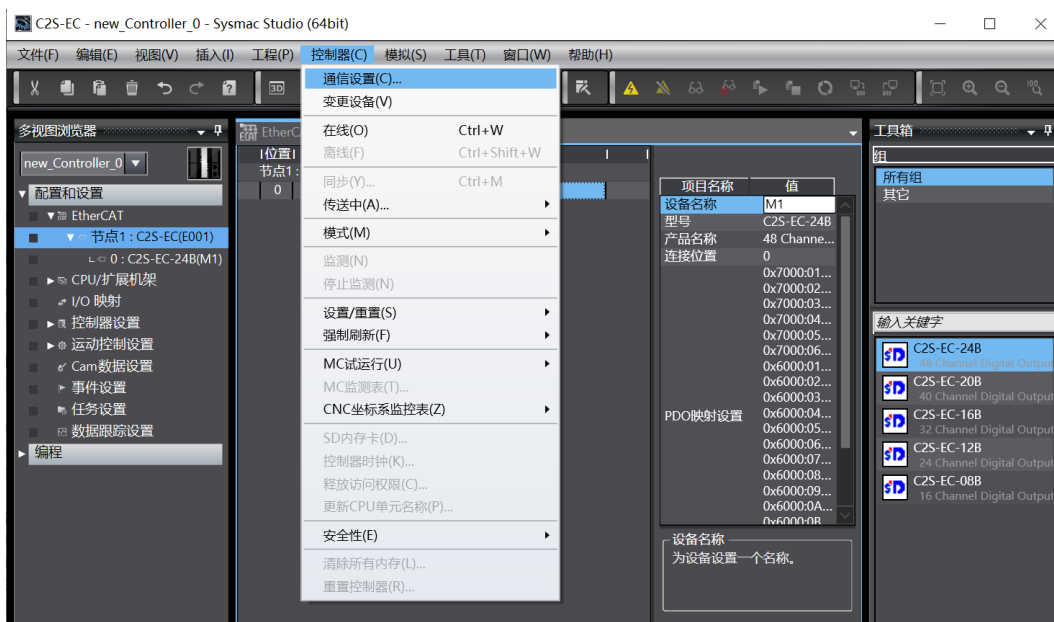 C2S-EC - new_Controller_0 - Sysmac Studio (64bit)
文件(F) 编辑(E) 视图(V) 插入(I) 工程(P) 控制器(C) 模拟(S) 工具(T) 窗口(W) 帮助(H)
3D
多视图浏览器
new_Controller_0
配置和设置
EtherCAT
节点1 : C2S-EC(E001)
0 : C2S-EC-24B(M1)
CPU/扩展机架
I/O 映射
控制器设置
运动控制设置
Cam数据设置
事件设置
任务设置
数据跟踪设置
编程
EtherC
I位置I
节点1 :
0
通信设置(C)...
变更设备(V)
在线(O) Ctrl+W
离线(F) Ctrl+Shift+W
同步(Y)... Ctrl+M
传送中(A)...
模式(M)
监测(N)
停止监测(N)
设置/重置(S)
强制刷新(F)
MC试运行(U)
MC监测表(T)...
CNC坐标系监控表(Z)
SD内存卡(D)...
控制器时钟(K)...
释放访问权限(C)...
更新CPU单元名称(P)...
安全性(E)
清除所有内存(L)...
重置控制器(R)...
项目名称 值
设备名称 M1
型号 C2S-EC-24B
产品名称 48 Channe...
连接位置 0
PDO映射设置
0x7000:01...
0x7000:02...
0x7000:03...
0x7000:04...
0x7000:05...
0x7000:06...
0x6000:01...
0x6000:02...
0x6000:03...
0x6000:04...
0x6000:05...
0x6000:06...
0x6000:07...
0x6000:08...
0x6000:09...
0x6000:0A...
0x6000:0B
设备名称
为设备设置一个名称。
工具箱
组
所有组
其它
输入关键字
C2S-EC-24B
48 Channel Digital Output
C2S-EC-20B
40 Channel Digital Output
C2S-EC-16B
32 Channel Digital Output
C2S-EC-12B
24 Channel Digital Output
C2S-EC-08B
16 Channel Digital Output